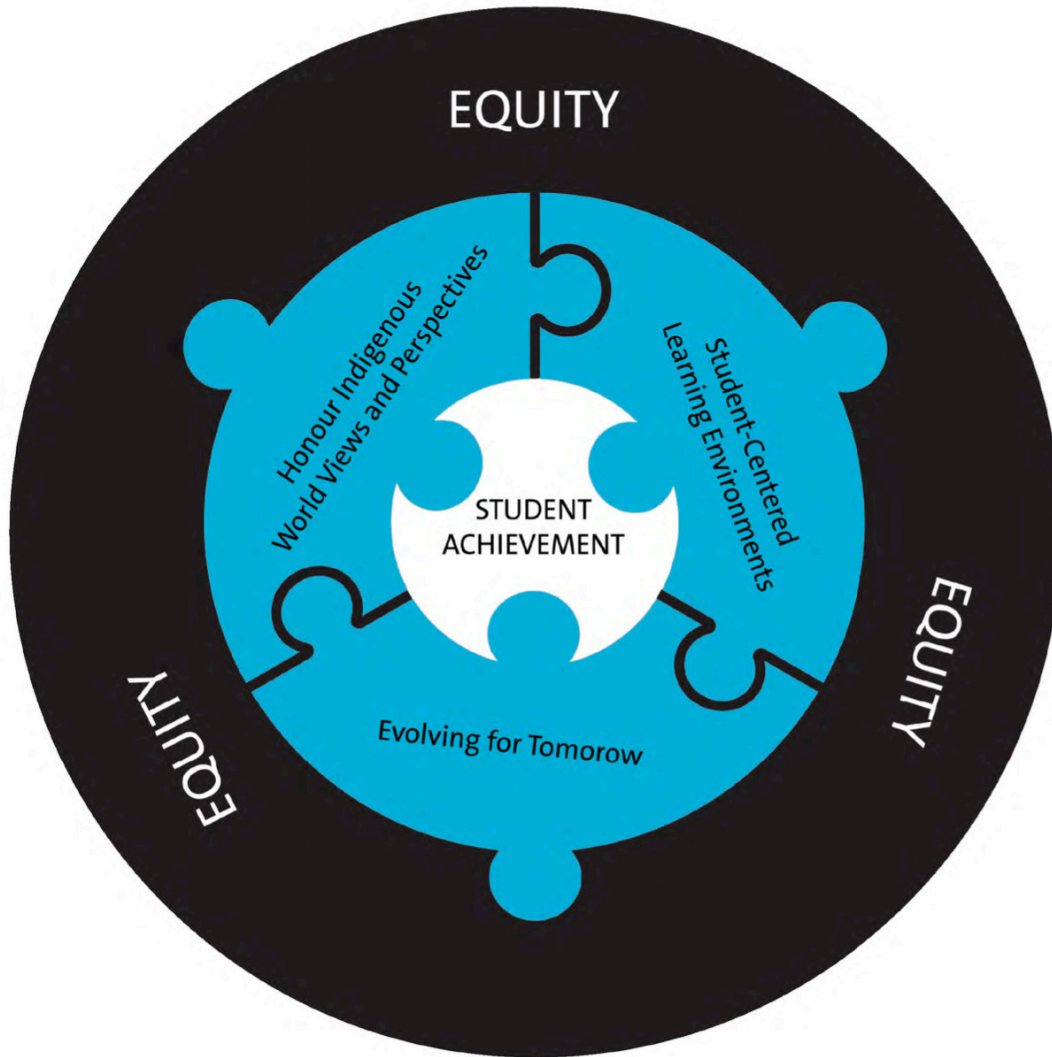 EQUITY
Honour Indigenous
World Views and Perspectives
Student-Centered
Learning Environments
STUDENT
ACHIEVEMENT
Evolving for Tomorow
EQUITY
EQUITY